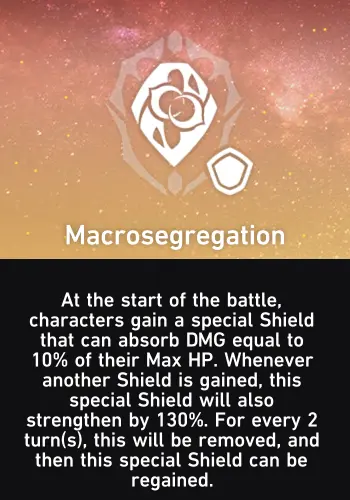 Macrosegregation
At the start of the battle,
characters gain a special Shield
that can absorb DMG equal to
10% of their Max HP. Whenever
another Shield is gained, this
special Shield will also
strengthen by 130%. For every 2
turn(s), this will be removed, and
then this special Shield can be
regained.